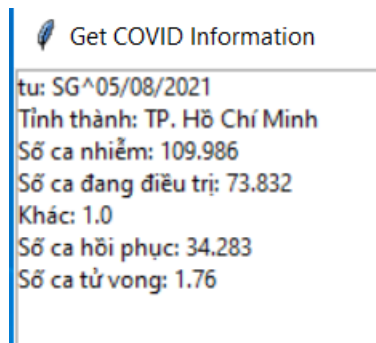 Get COVID Information
tu: SG^05/08/2021
Tỉnh thành: TP. Hồ Chí Minh
Số ca nhiễm: 109.986
Số ca đang điều trị: 73.832
Khác: 1.0
Số ca hồi phục: 34.283
Số ca tử vong: 1.76